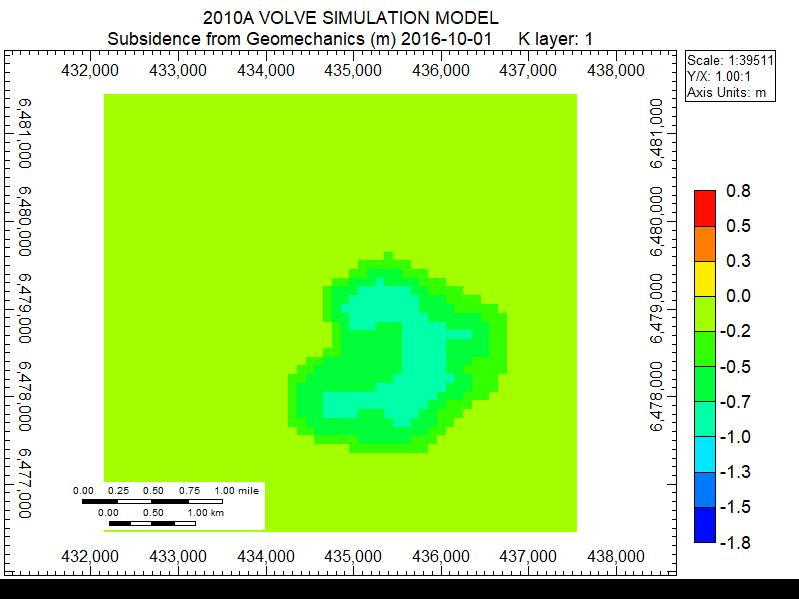 2010A VOLVE SIMULATION MODEL
Subsidence from Geomechanics (m) 2016-10-01 K layer: 1
432,000 433,000 434,000 435,000 436,000 437,000 438,000
Scale: 1:39511
Y/X: 1.00:1
Axis Units: m
6,481,000
6,480,000
6,479,000
6,478,000
6,477,000
6,481,000
6,480,000
6,479,000
6,478,000
0.8
0.5
0.3
0.0
-0.2
-0.5
-0.7
-1.0
-1.3
-1.5
-1.8
0.00 0.25 0.50 0.75 1.00 mile
0.00 0.50 1.00 km
432,000 433,000 434,000 435,000 436,000 437,000 438,000